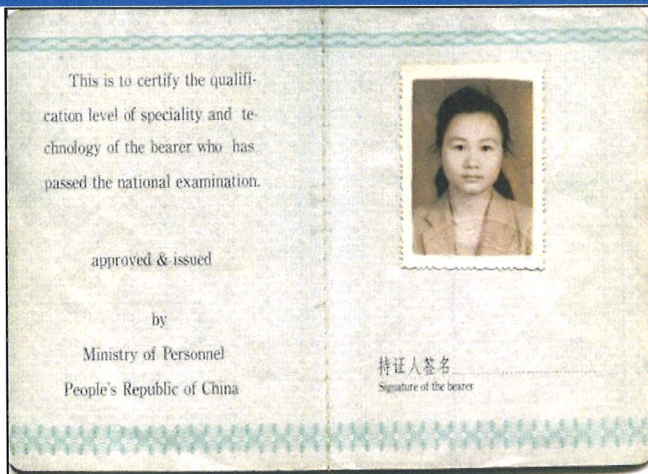 This is to certify the qualifi-
cation level of speciality and te-
chnology of the bearer who has
passed the national examination.
approved & issued
by
Ministry of Personnel
People's Republic of China
持证人签名
Signature of the bearer